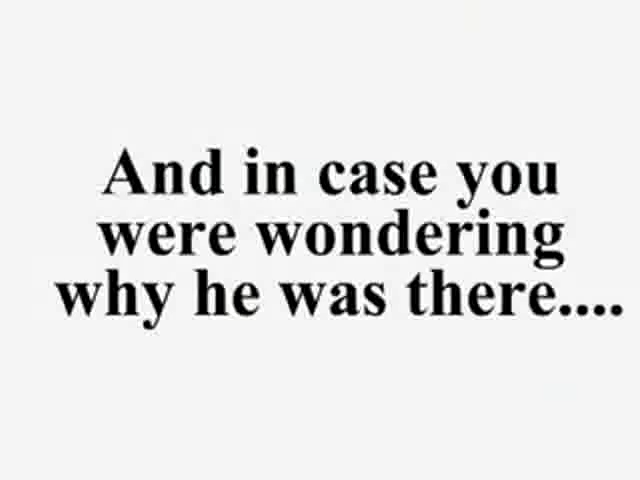 And in case you
were wondering
why he was there....